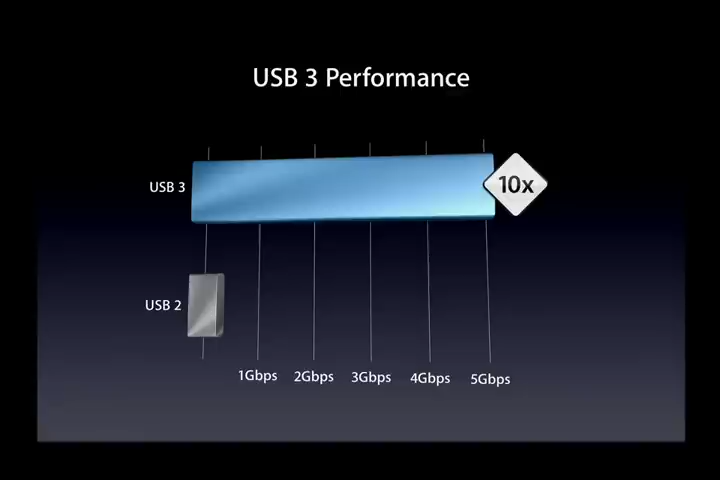 USB 3 Performance
USB 3
10x
USB 2
1Gbps 2Gbps 3Gbps 4Gbps 5Gbps